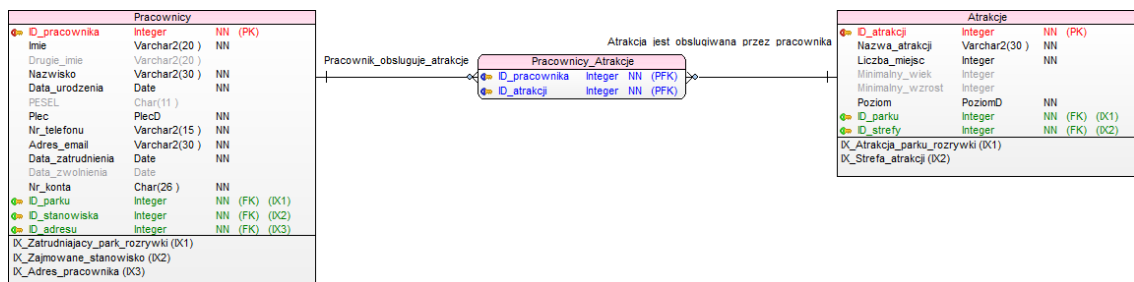 Pracownicy
ID_pracownika Integer NN (PK)
Imie Varchar2(20 ) NN
Drugie_imie Varchar2(20 )
Nazwisko Varchar2(30 ) NN
Data_urodzenia Date NN
PESEL Char(11 )
Plec PlecD NN
Nr_telefonu Varchar2(15 ) NN
Adres_email Varchar2(30 ) NN
Data_zatrudnienia Date NN
Data_zwolnienia Date
Nr_konta Char(26 ) NN
ID_parku Integer NN (FK) (IX1)
ID_stanowiska Integer NN (FK) (IX2)
ID_adresu Integer NN (FK) (IX3)
IX_Zatrudniajacy_park_rozrywki (IX1)
IX_Zajmowane_stanowisko (IX2)
IX_Adres_pracownika (IX3)
Pracownik_obsluguje_atrakcje
Atrakcja_jest_obslugiwana_przez_pracownika
Pracownicy_Atrakcje
ID_pracownika Integer NN (PFK)
ID_atrakcji Integer NN (PFK)
Atrakcje
ID_atrakcji Integer NN (PK)
Nazwa_atrakcji Varchar2(30 ) NN
Liczba_miejsc Integer NN
Minimalny_wiek Integer
Minimalny_wzrost Integer
Poziom PoziomD NN
ID_parku Integer NN (FK) (IX1)
ID_strefy Integer NN (FK) (IX2)
IX_Atrakcja_parku_rozrywki (IX1)
IX_Strefa_atrakcji (IX2)